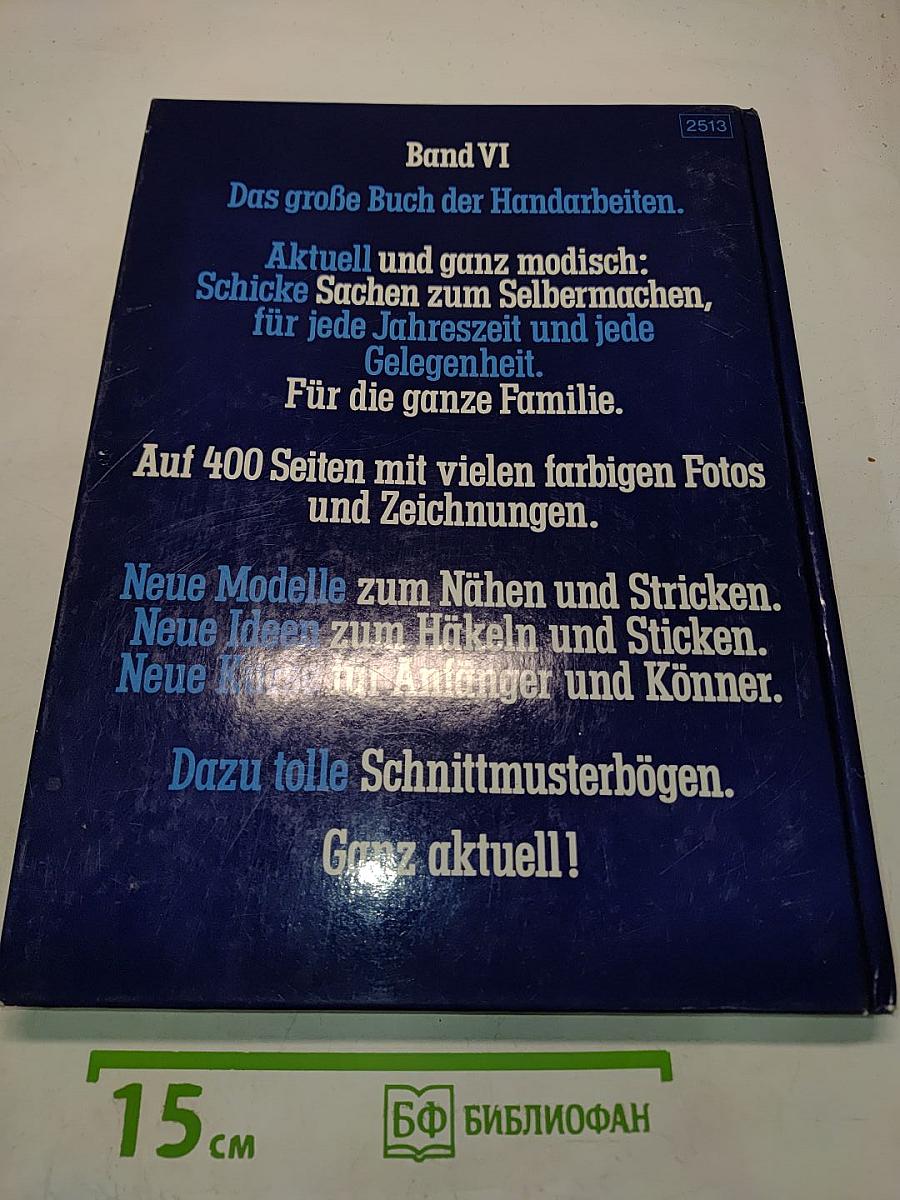 2513
Band VI
Das große Buch der Handarbeiten.
Aktuell und ganz modisch:
Schicke Sachen zum Selbermachen,
für jede Jahreszeit und jede
Gelegenheit.
Für die ganze Familie.
Auf 400 Seiten mit vielen farbigen Fotos
und Zeichnungen.
Neue Modelle zum Nähen und Stricken.
Neue Ideen zum Häkeln und Sticken.
Neue Kurse für Anfänger und Könner.
Dazu tolle Schnittmusterbögen.
Ganz aktuell!
15 см
БФ БИБЛИОФАН